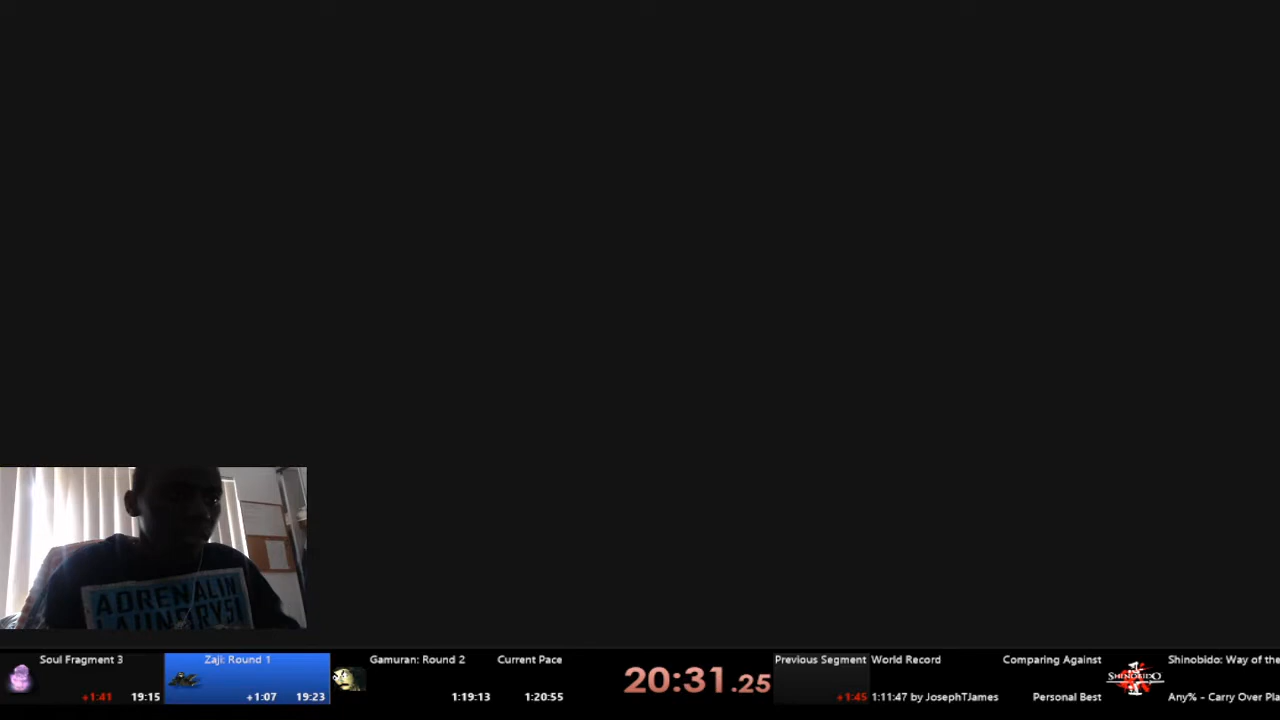 ADRENALIN
LAUNDRY51
Soul Fragment 3
+1:41 19:15
Zaji: Round 1
+1:07 19:23
Gamuran: Round 2
1:19:13
Current Pace
1:20:55
20:31.25
Previous Segment
+1:45
World Record
1:11:47 by JosephTJames
Comparing Against
Personal Best
SHINOBIDO
Shinobido: Way of the
Any% - Carry Over Pla